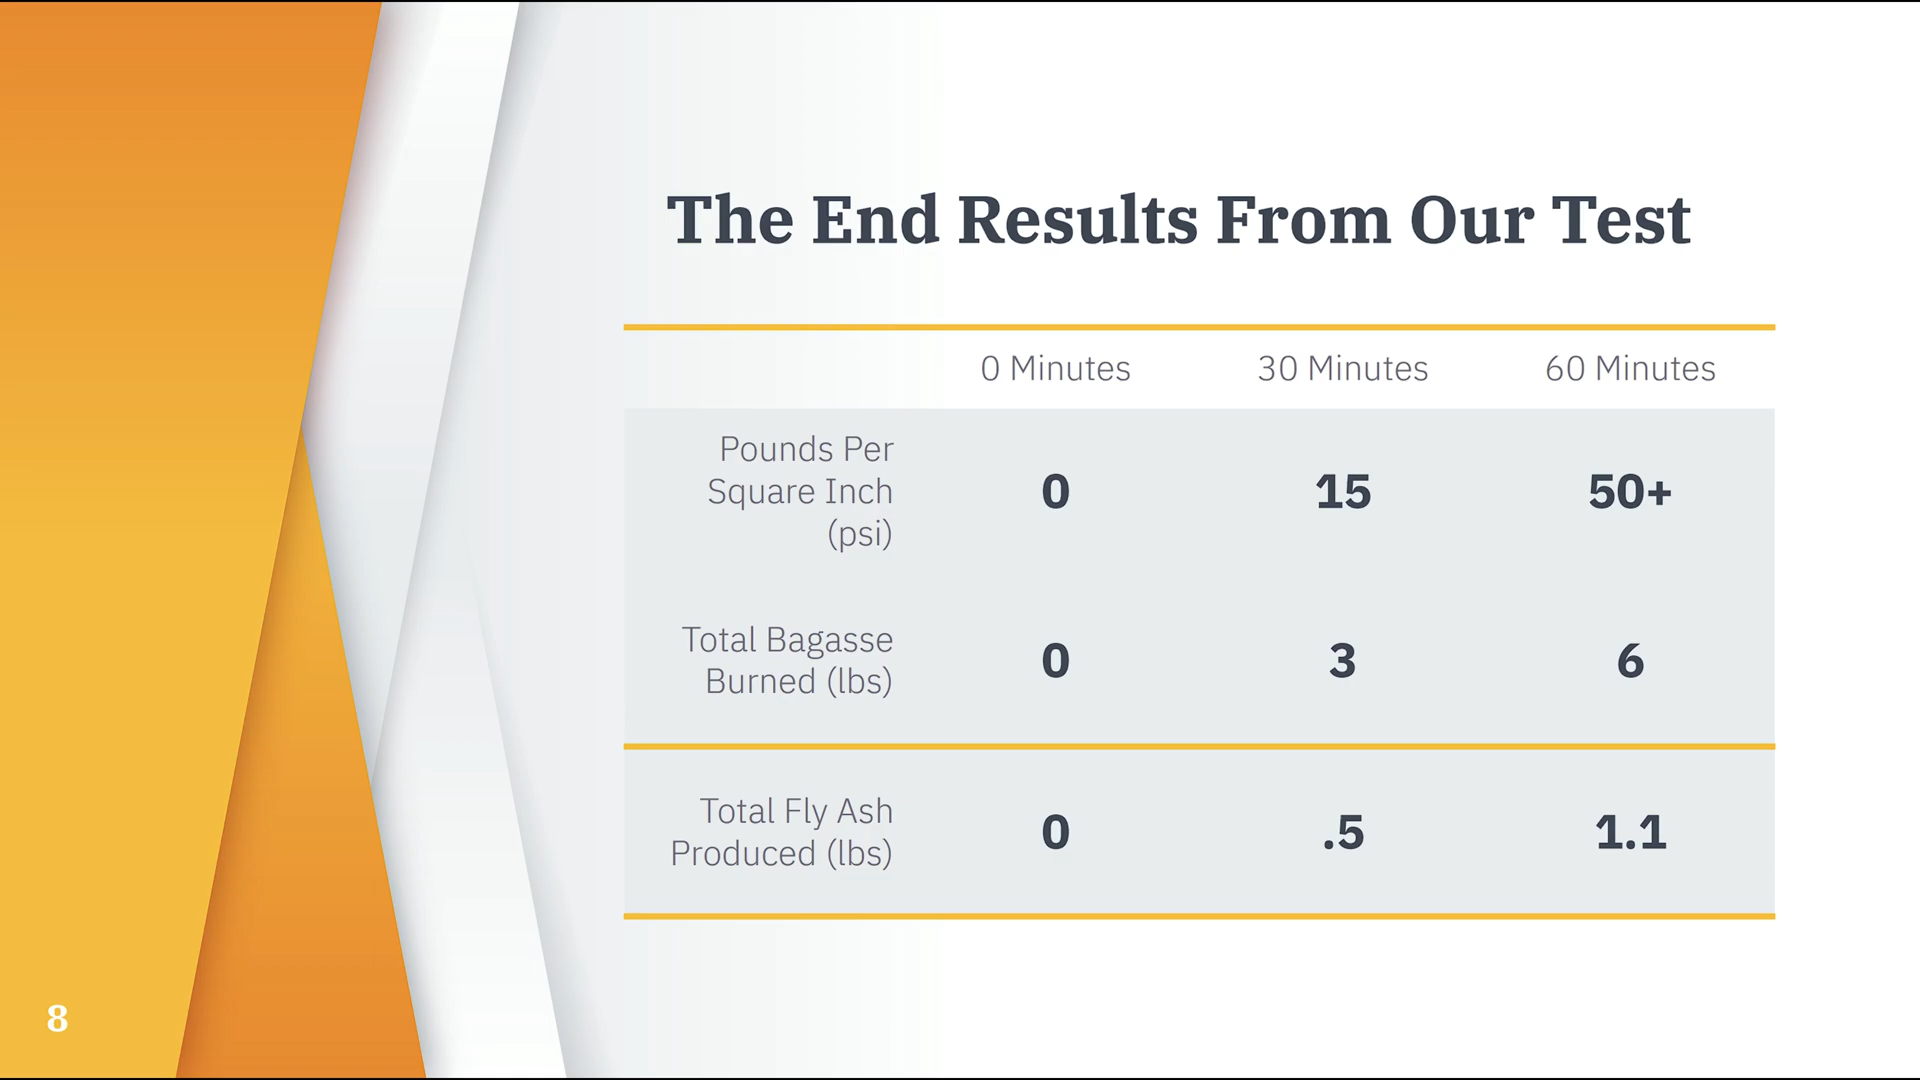 The End Results From Our Test
0 Minutes 30 Minutes 60 Minutes
Pounds Per
Square Inch
(psi)
0 15 50+
Total Bagasse
Burned (lbs)
0 3 6
Total Fly Ash
Produced (lbs)
0 .5 1.1
8